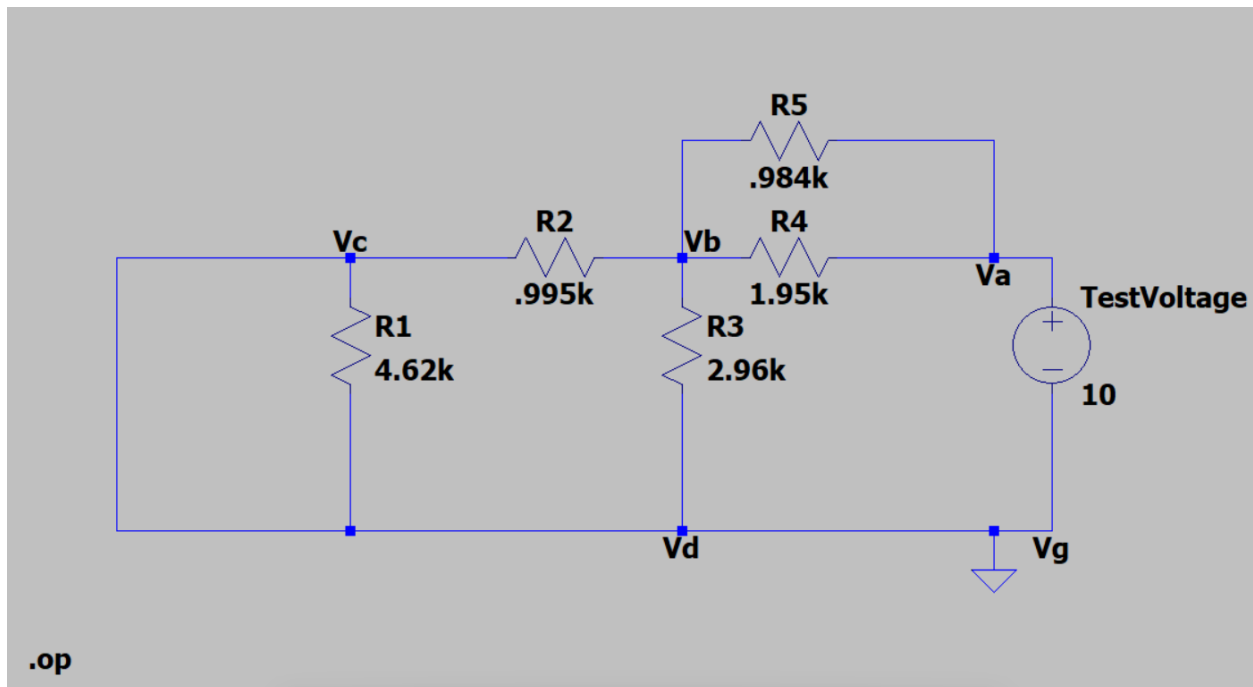 R5
.984k
R2
R4
Vc
Vb
Va
.995k
1.95k
TestVoltage
R1
R3
4.62k
2.96k
10
Vd
Vg
.op